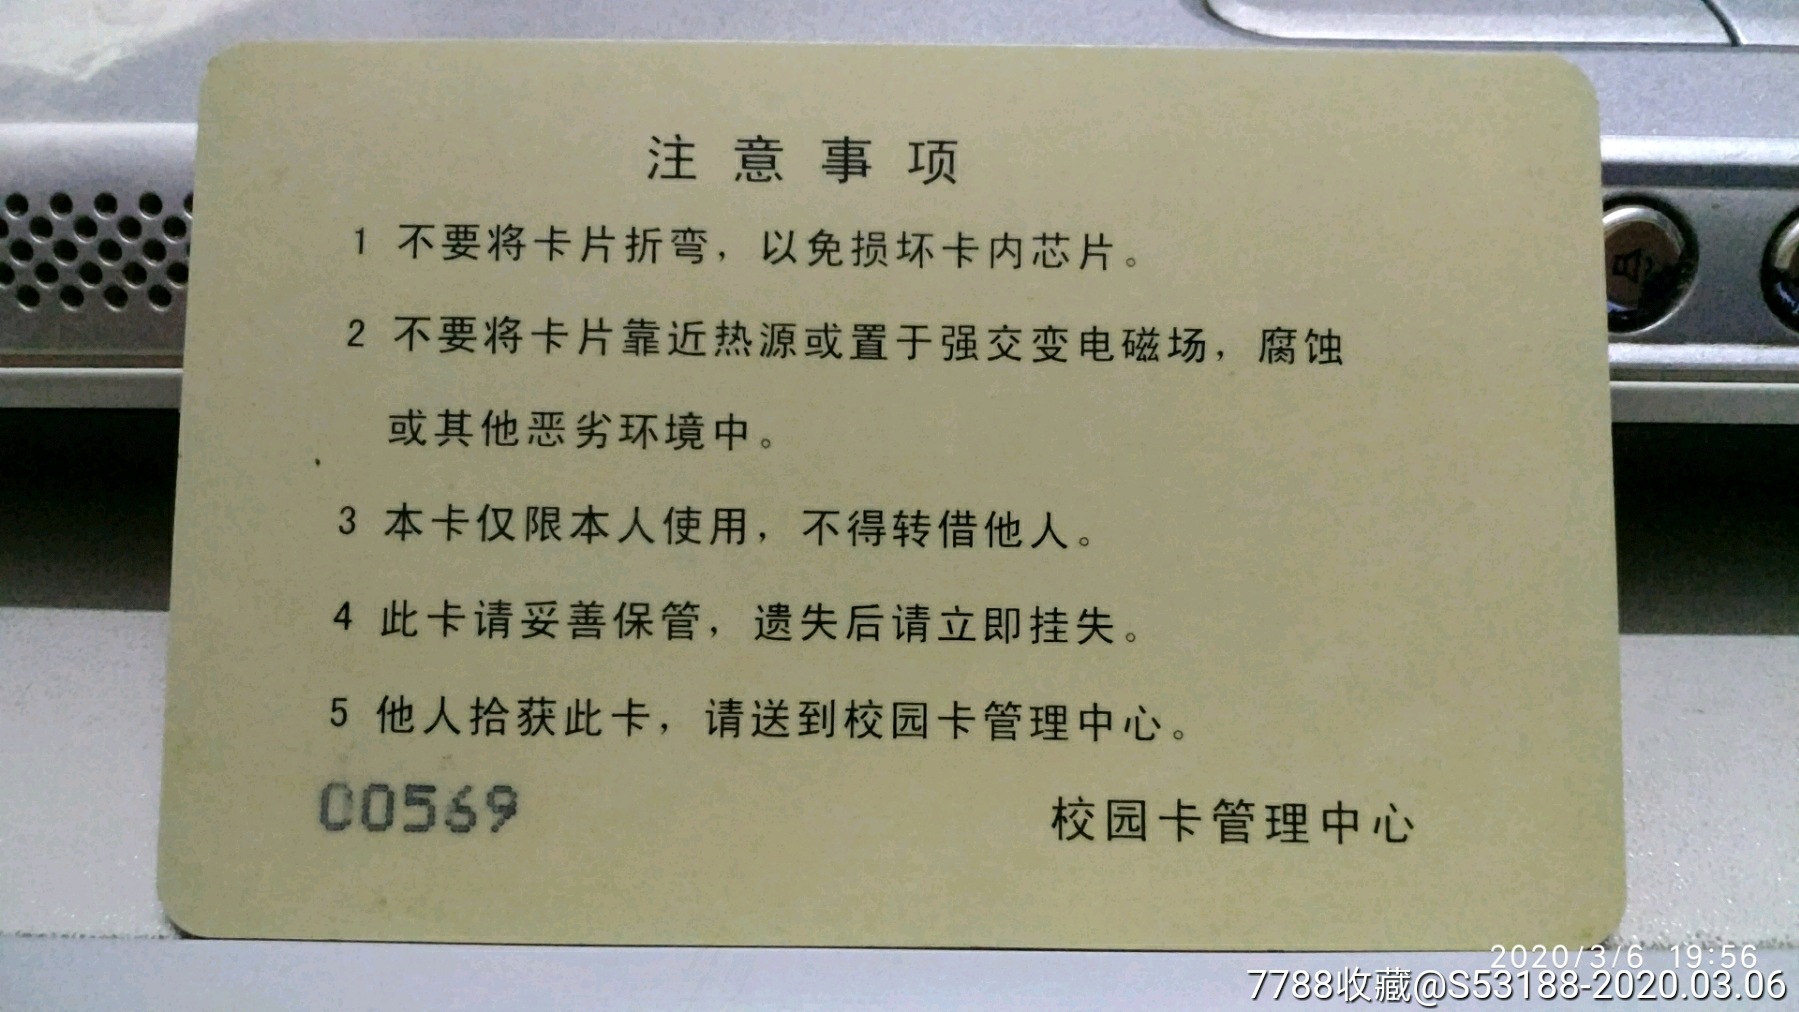 注意事项
1 不要将卡片折弯，以免损坏卡内芯片。
2 不要将卡片靠近热源或置于强交变电磁场，腐蚀
或其他恶劣环境中。
3 本卡仅限本人使用，不得转借他人。
4 此卡请妥善保管，遗失后请立即挂失。
5 他人拾获此卡，请送到校园卡管理中心。
00569
校园卡管理中心
2020/3/6 19:56
7788收藏@S53188-2020.03.06